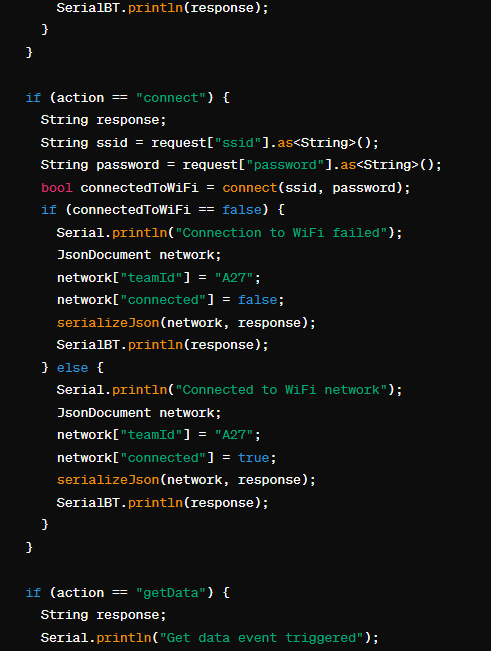 SerialBT.println(response);
}
}
if (action == "connect") {
String response;
String ssid = request["ssid"].as<String>();
String password = request["password"].as<String>();
bool connectedToWiFi = connect(ssid, password);
if (connectedToWiFi == false) {
Serial.println("Connection to WiFi failed");
JsonDocument network;
network["teamId"] = "A27";
network["connected"] = false;
serializeJson(network, response);
SerialBT.println(response);
} else {
Serial.println("Connected to WiFi network");
JsonDocument network;
network["teamId"] = "A27";
network["connected"] = true;
serializeJson(network, response);
SerialBT.println(response);
}
}
if (action == "getData") {
String response;
Serial.println("Get data event triggered");